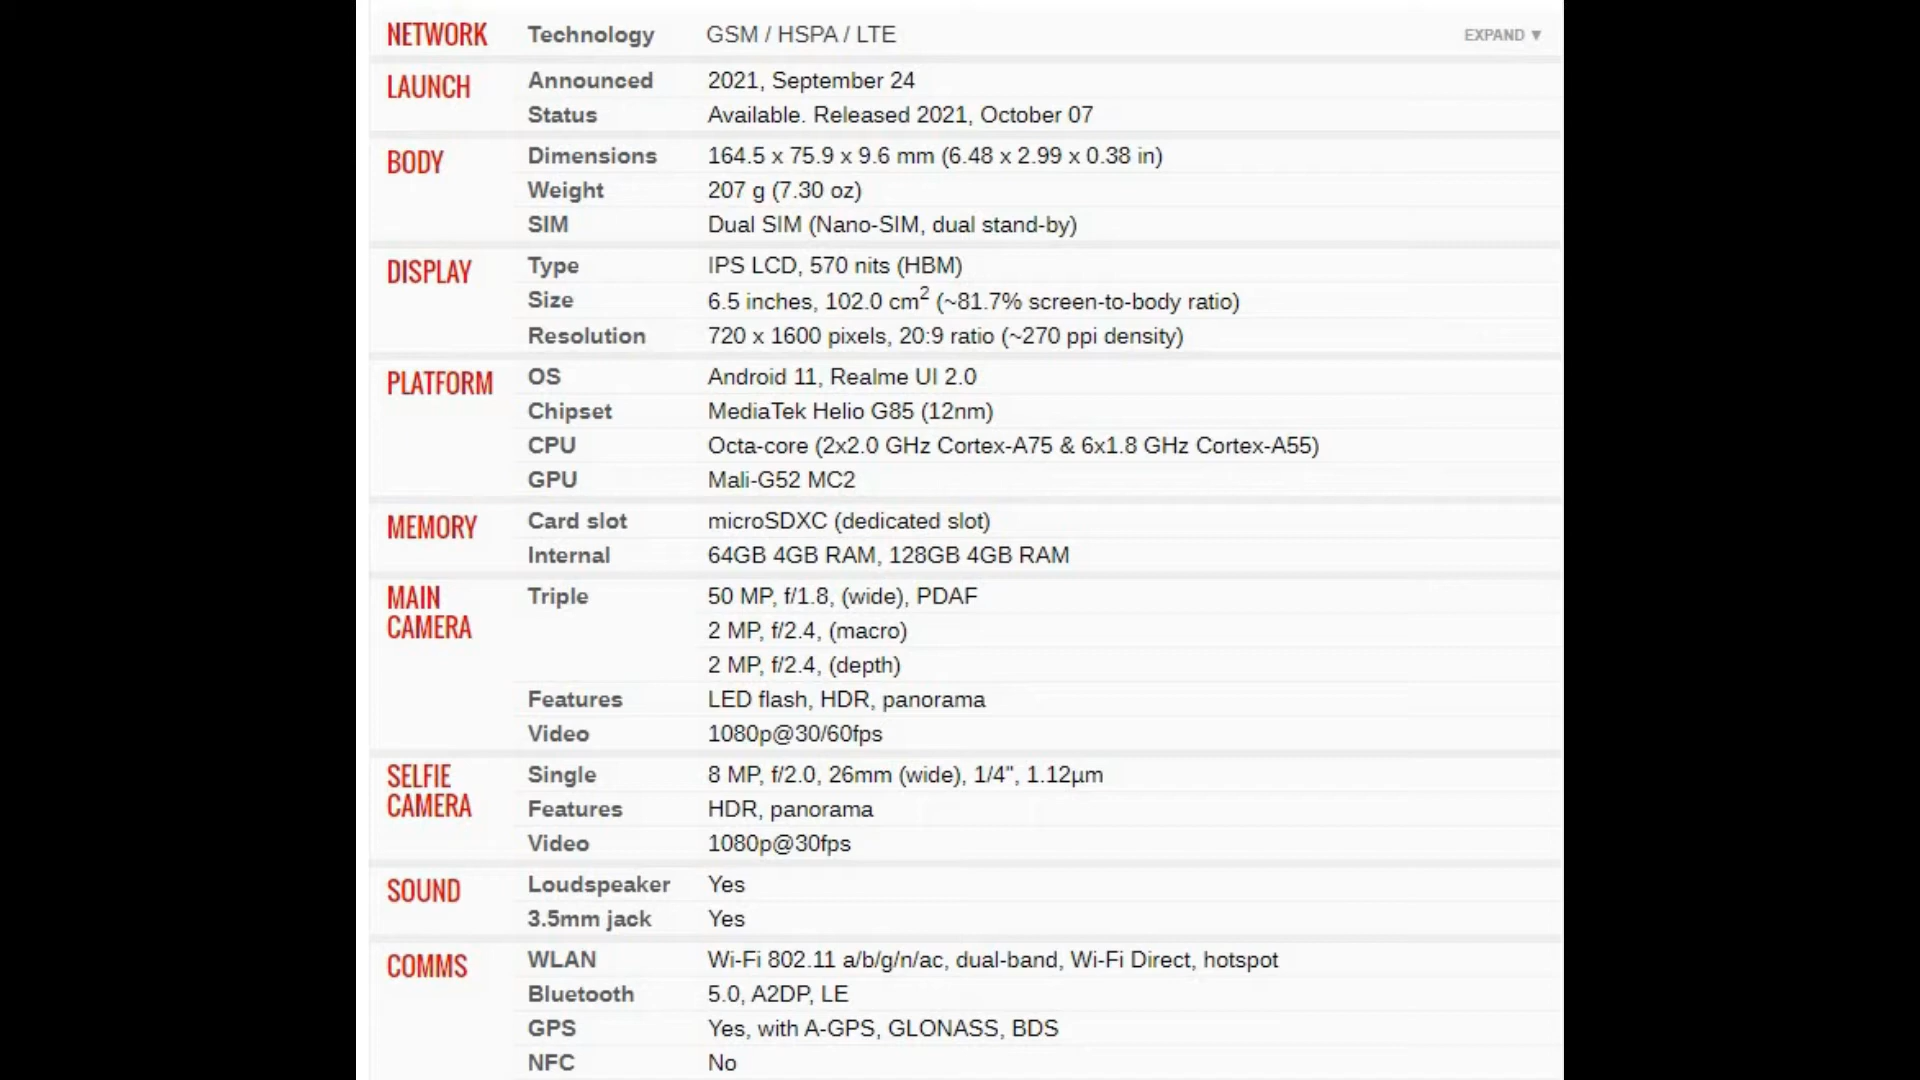 NETWORK Technology GSM / HSPA / LTE EXPAND ▼
LAUNCH Announced 2021, September 24
Status Available. Released 2021, October 07
BODY Dimensions 164.5 x 75.9 x 9.6 mm (6.48 x 2.99 x 0.38 in)
Weight 207 g (7.30 oz)
SIM Dual SIM (Nano-SIM, dual stand-by)
DISPLAY Type IPS LCD, 570 nits (HBM)
Size 6.5 inches, 102.0 cm² (~81.7% screen-to-body ratio)
Resolution 720 x 1600 pixels, 20:9 ratio (~270 ppi density)
PLATFORM OS Android 11, Realme UI 2.0
Chipset MediaTek Helio G85 (12nm)
CPU Octa-core (2x2.0 GHz Cortex-A75 & 6x1.8 GHz Cortex-A55)
GPU Mali-G52 MC2
MEMORY Card slot microSDXC (dedicated slot)
Internal 64GB 4GB RAM, 128GB 4GB RAM
MAIN CAMERA Triple 50 MP, f/1.8, (wide), PDAF
2 MP, f/2.4, (macro)
2 MP, f/2.4, (depth)
Features LED flash, HDR, panorama
Video 1080p@30/60fps
SELFIE CAMERA Single 8 MP, f/2.0, 26mm (wide), 1/4", 1.12µm
Features HDR, panorama
Video 1080p@30fps
SOUND Loudspeaker Yes
3.5mm jack Yes
COMMS WLAN Wi-Fi 802.11 a/b/g/n/ac, dual-band, Wi-Fi Direct, hotspot
Bluetooth 5.0, A2DP, LE
GPS Yes, with A-GPS, GLONASS, BDS
NFC No